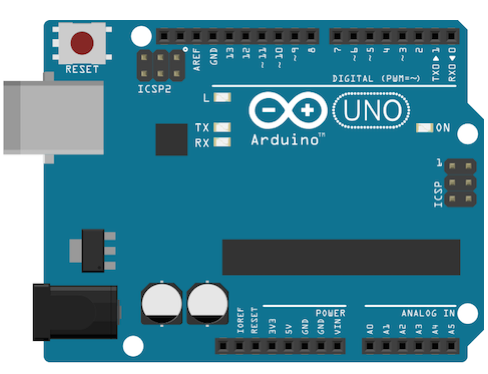 RESET
ICSP2
AREF
GND
13
12
~11
~10
~9
8
7
~6
~5
4
~3
2
TX0▶1
RX0◀0
DIGITAL (PWM=~)
L
TX
RX
UNO
Arduino™
ON
1
ICSP
POWER
ANALOG IN
IOREF
RESET
3V3
5V
GND
GND
VIN
A0
A1
A2
A3
A4
A5